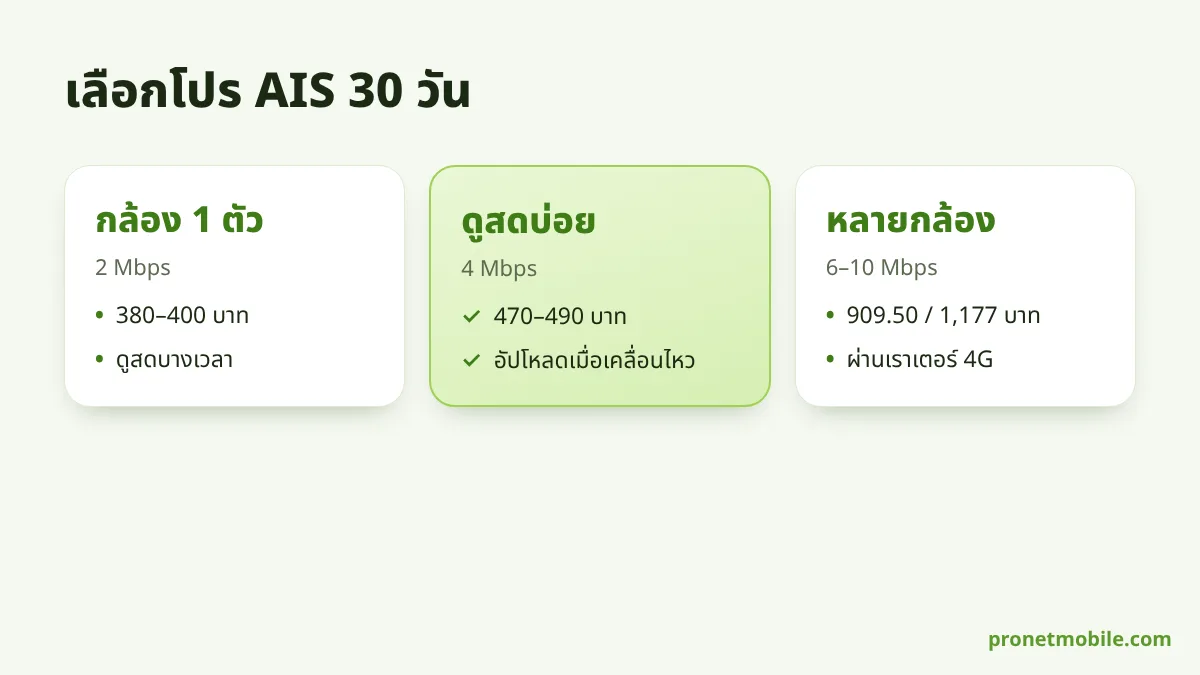 เลือกโปร AIS 30 วัน
กล้อง 1 ตัว
2 Mbps
• 380–400 บาท
• ดูสดบางเวลา
ดูสดบ่อย
4 Mbps
✓ 470–490 บาท
✓ อัปโหลดเมื่อเคลื่อนไหว
หลายกล้อง
6–10 Mbps
• 909.50 / 1,177 บาท
• ผ่านเราเตอร์ 4G
pronetmobile.com